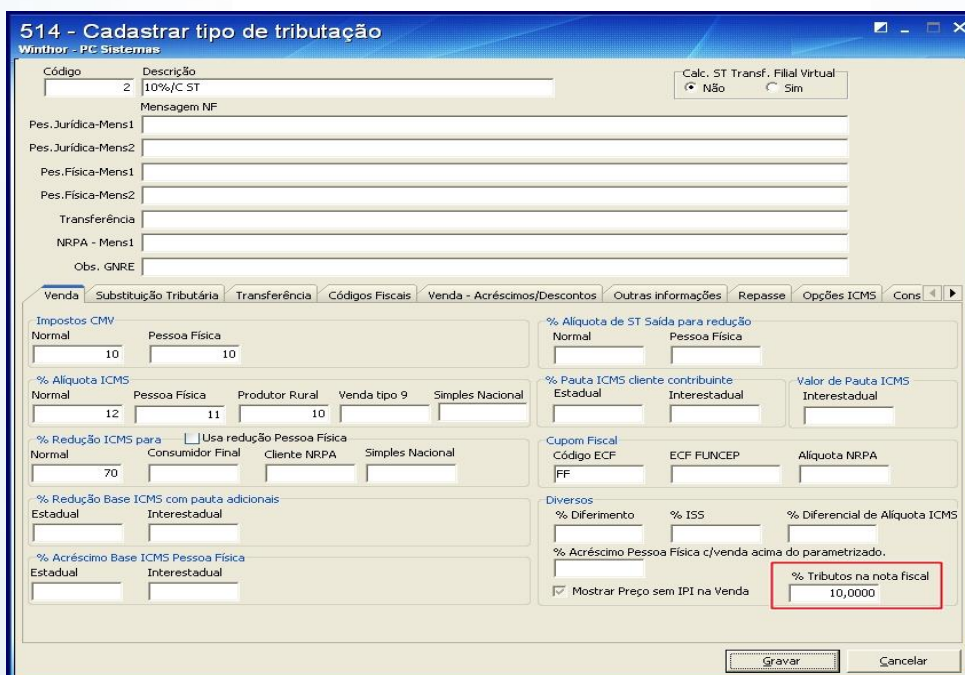 514 - Cadastrar tipo de tributação
Winthor - PC Sistemas
Código Descrição
2 10%/C ST
Calc. ST Transf. Filial Virtual
Não Sim
Mensagem NF
Pes.Jurídica-Mens1
Pes.Jurídica-Mens2
Pes.Física-Mens1
Pes.Física-Mens2
Transferência
NRPA - Mens1
Obs. GNRE
Venda Substituição Tributária Transferência Códigos Fiscais Venda - Acréscimos/Descontos Outras informações Repasse Opções ICMS Cons
Impostos CMV
Normal Pessoa Física
10 10
% Alíquota ICMS
Normal Pessoa Física Produtor Rural Venda tipo 9 Simples Nacional
12 11 10
% Redução ICMS para Usa redução Pessoa Física
Normal Consumidor Final Cliente NRPA Simples Nacional
70
% Redução Base ICMS com pauta adicionais
Estadual Interestadual
% Acréscimo Base ICMS Pessoa Física
Estadual Interestadual
% Alíquota de ST Saída para redução
Normal Pessoa Física
% Pauta ICMS cliente contribuinte
Estadual Interestadual
Valor de Pauta ICMS
Interestadual
Cupom Fiscal
Código ECF ECF FUNCEP Alíquota NRPA
FF
Diversos
% Diferimento % ISS % Diferencial de Alíquota ICMS
% Acréscimo Pessoa Física c/venda acima do parametrizado.
Mostrar Preço sem IPI na Venda
% Tributos na nota fiscal
10,0000
Gravar Cancelar